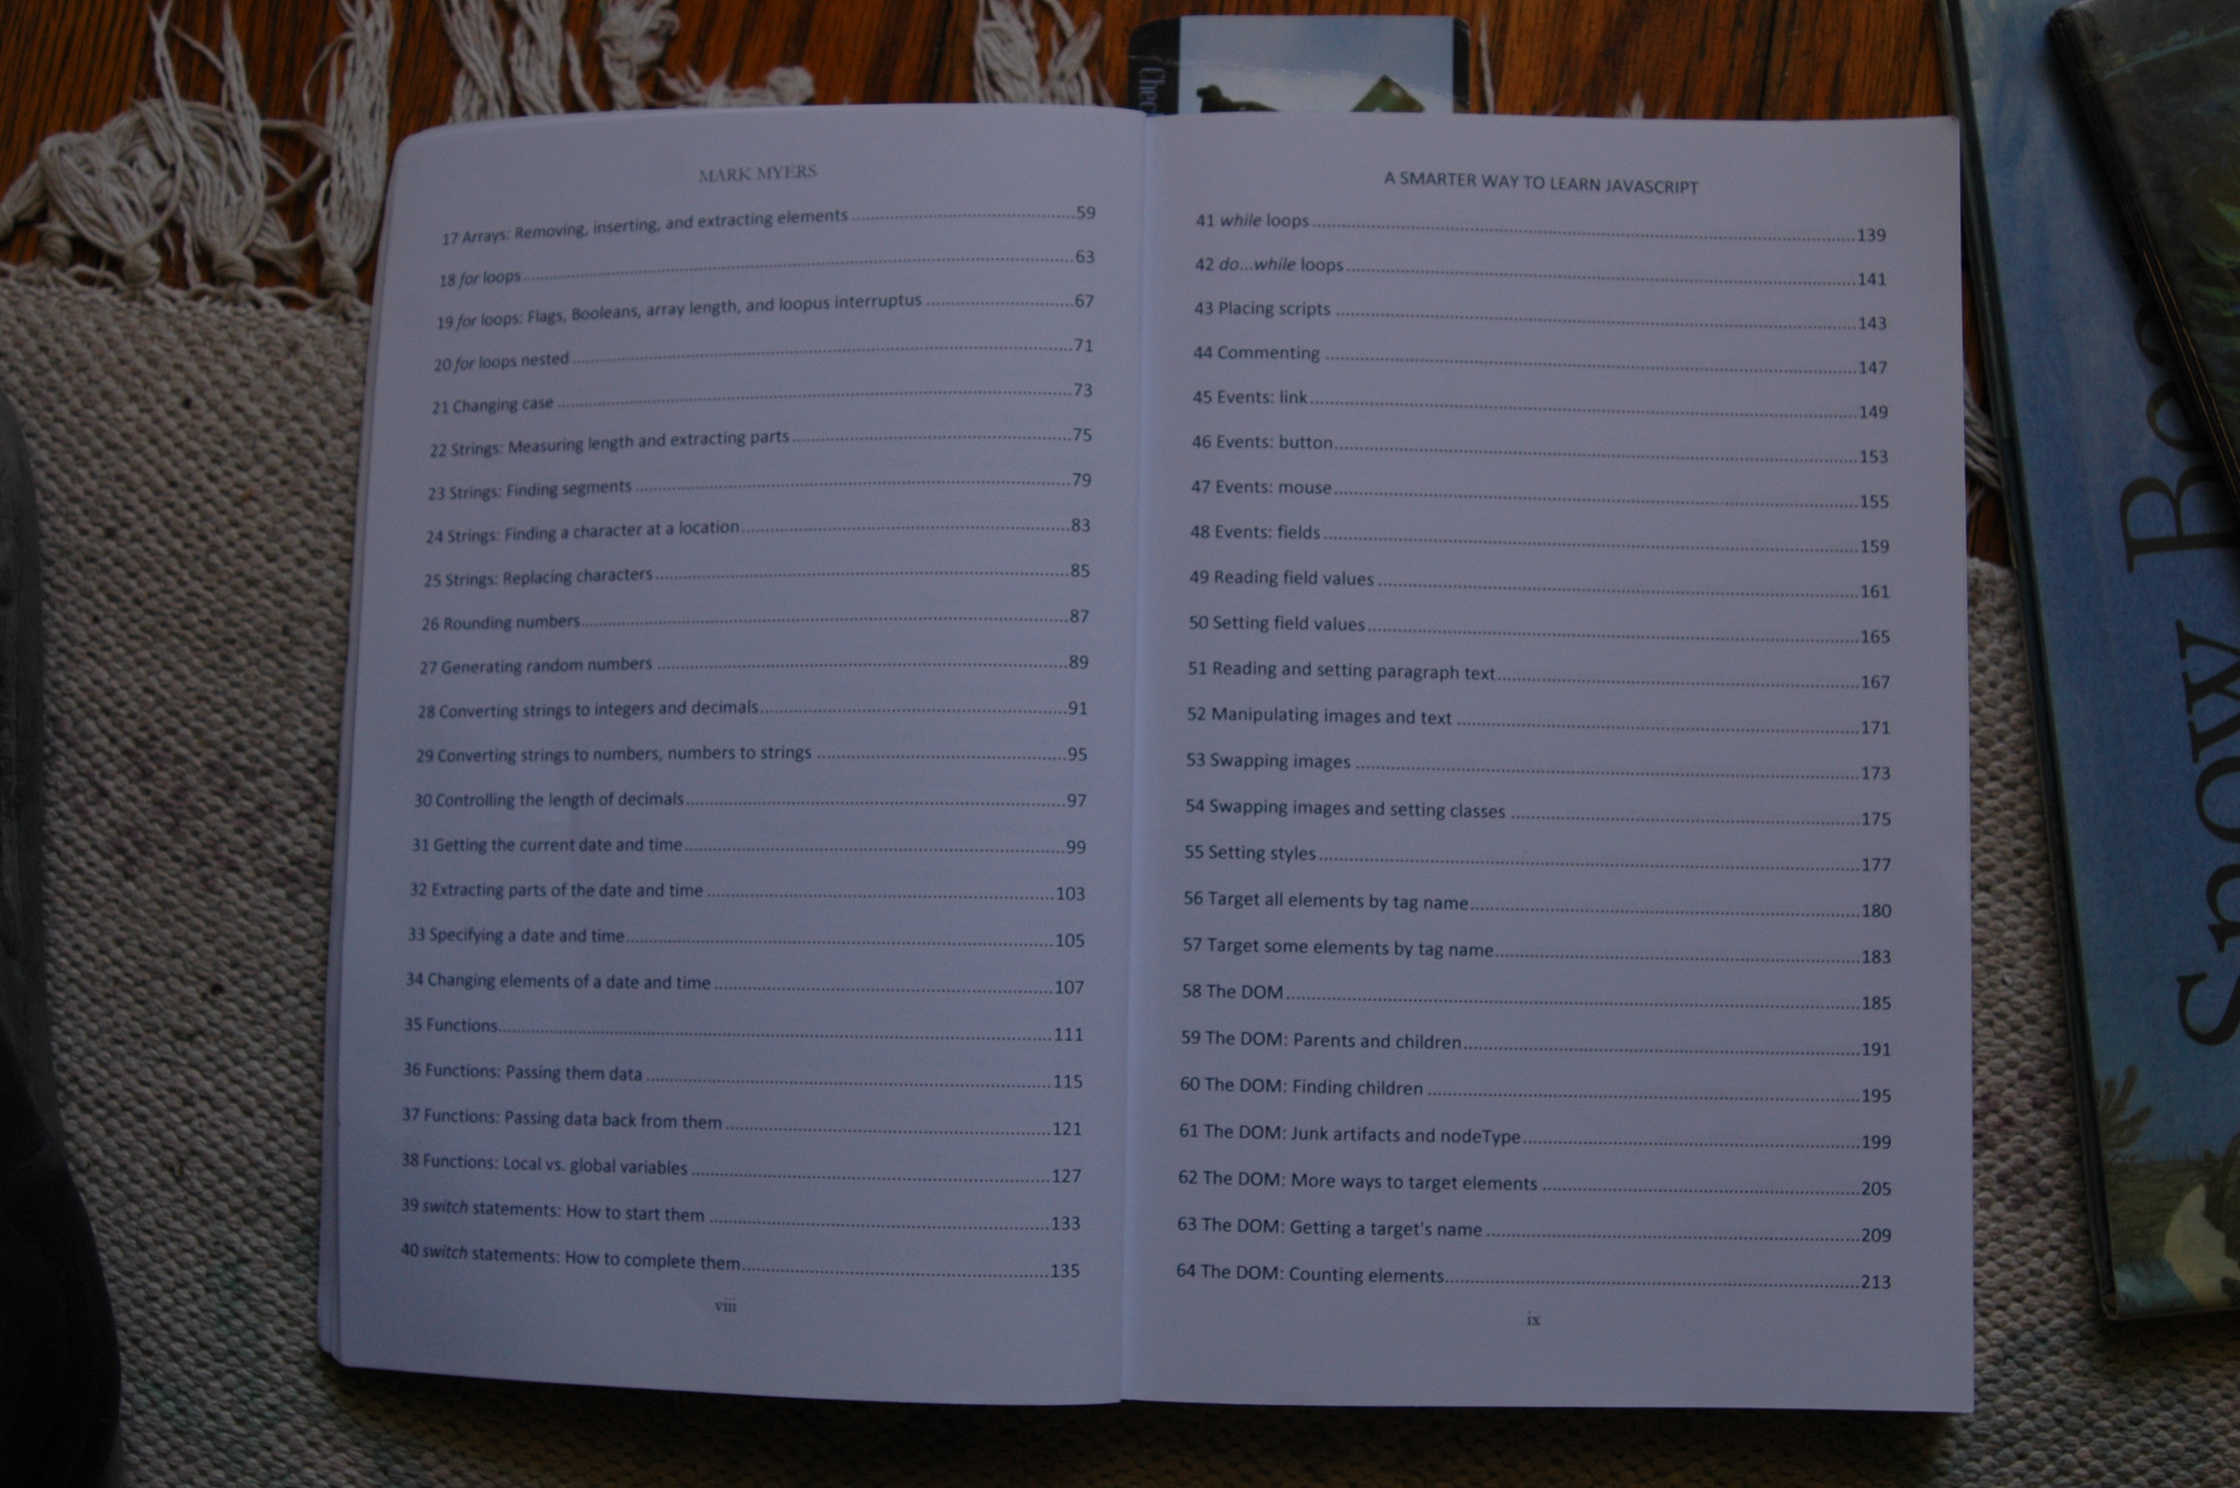 MARK MYERS
17 Arrays: Removing, inserting, and extracting elements ........ 59
18 for loops ........ 63
19 for loops: Flags, Booleans, array length, and loopus interruptus ........ 67
20 for loops nested ........ 71
21 Changing case ........ 73
22 Strings: Measuring length and extracting parts ........ 75
23 Strings: Finding segments ........ 79
24 Strings: Finding a character at a location ........ 83
25 Strings: Replacing characters ........ 85
26 Rounding numbers ........ 87
27 Generating random numbers ........ 89
28 Converting strings to integers and decimals ........ 91
29 Converting strings to numbers, numbers to strings ........ 95
30 Controlling the length of decimals ........ 97
31 Getting the current date and time ........ 99
32 Extracting parts of the date and time ........ 103
33 Specifying a date and time ........ 105
34 Changing elements of a date and time ........ 107
35 Functions ........ 111
36 Functions: Passing them data ........ 115
37 Functions: Passing data back from them ........ 121
38 Functions: Local vs. global variables ........ 127
39 switch statements: How to start them ........ 133
40 switch statements: How to complete them ........ 135
viii
A SMARTER WAY TO LEARN JAVASCRIPT
41 while loops ........ 139
42 do...while loops ........ 141
43 Placing scripts ........ 143
44 Commenting ........ 147
45 Events: link ........ 149
46 Events: button ........ 153
47 Events: mouse ........ 155
48 Events: fields ........ 159
49 Reading field values ........ 161
50 Setting field values ........ 165
51 Reading and setting paragraph text ........ 167
52 Manipulating images and text ........ 171
53 Swapping images ........ 173
54 Swapping images and setting classes ........ 175
55 Setting styles ........ 177
56 Target all elements by tag name ........ 180
57 Target some elements by tag name ........ 183
58 The DOM ........ 185
59 The DOM: Parents and children ........ 191
60 The DOM: Finding children ........ 195
61 The DOM: Junk artifacts and nodeType ........ 199
62 The DOM: More ways to target elements ........ 205
63 The DOM: Getting a target's name ........ 209
64 The DOM: Counting elements ........ 213
ix
Snow